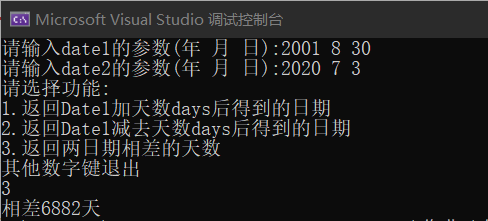 Microsoft Visual Studio 调试控制台
请输入date1的参数(年 月 日):2001 8 30
请输入date2的参数(年 月 日):2020 7 3
请选择功能:
1.返回Date1加天数days后得到的日期
2.返回Date1减去天数days后得到的日期
3.返回两日期相差的天数
其他数字键退出
3
相差6882天